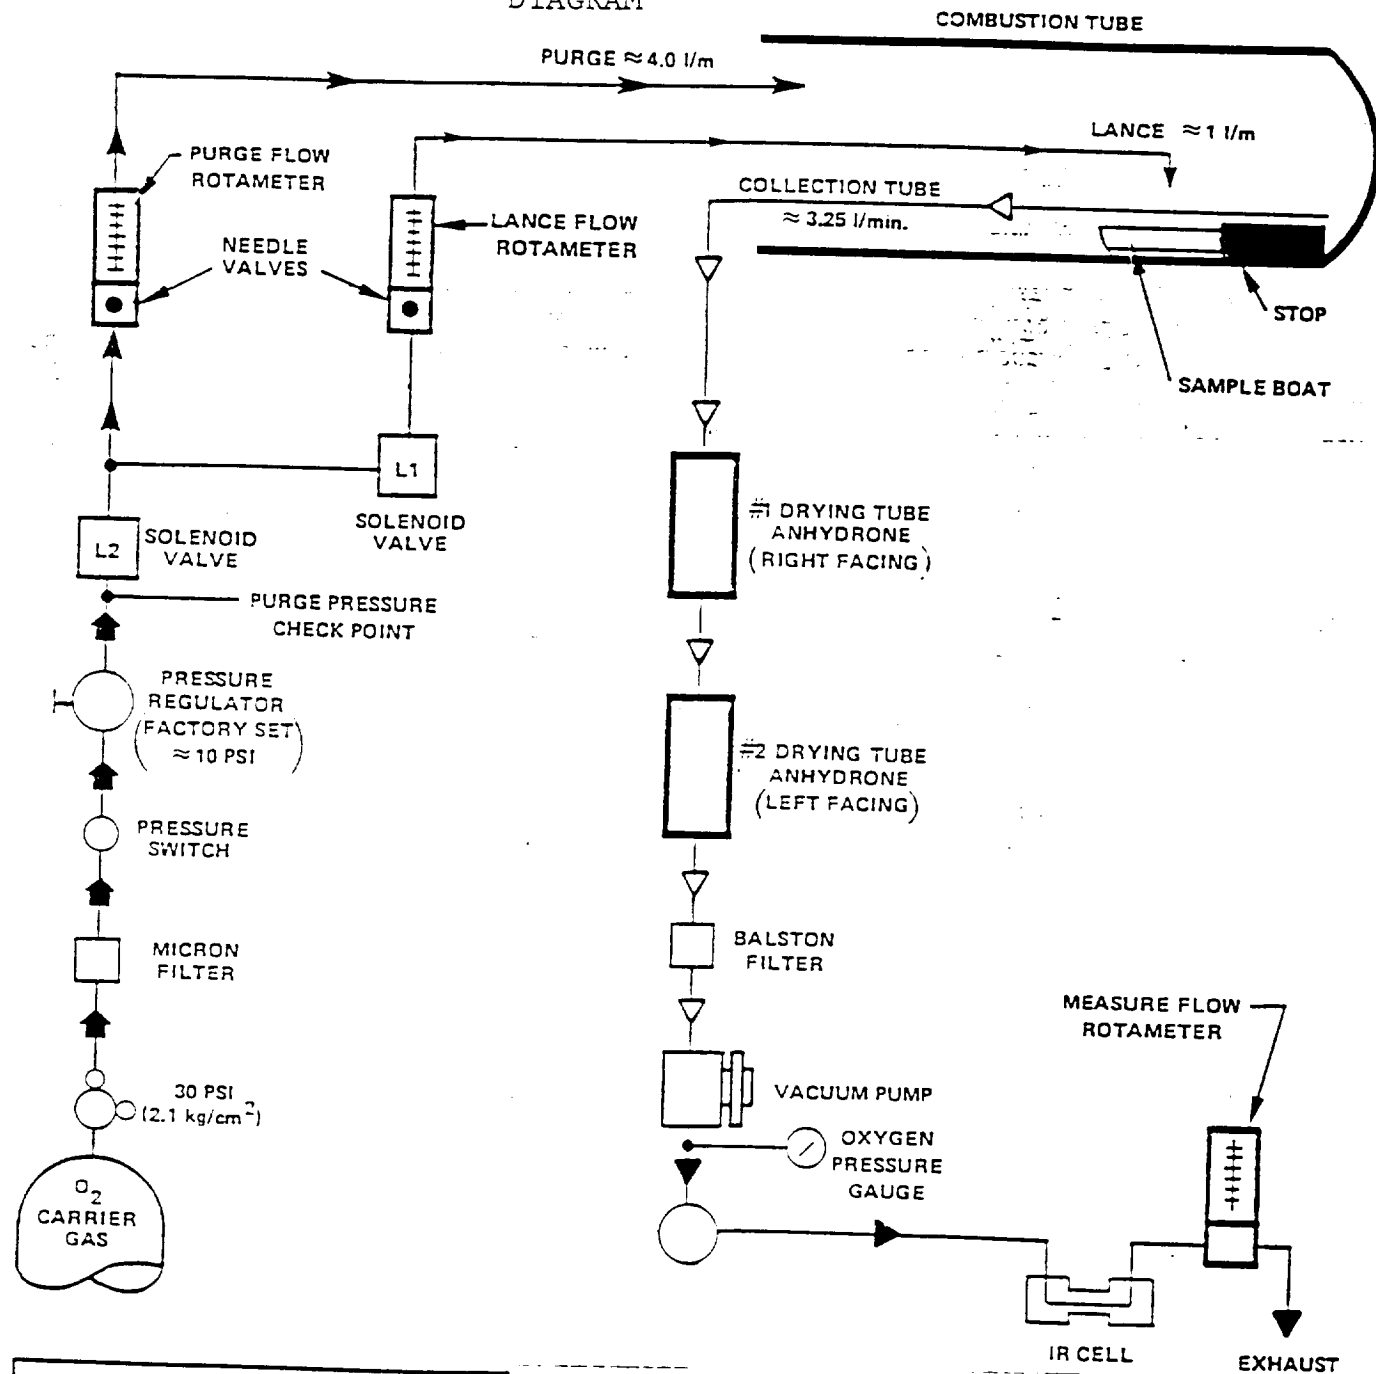 DIAGRAM
COMBUSTION TUBE
PURGE ≈ 4.0 l/m
LANCE ≈ 1 l/m
PURGE FLOW
ROTAMETER
COLLECTION TUBE
≈ 3.25 l/min.
LANCE FLOW
ROTAMETER
NEEDLE
VALVES
STOP
SAMPLE BOAT
L1
SOLENOID
VALVE
L2
SOLENOID
VALVE
#1 DRYING TUBE
ANHYDRONE
(RIGHT FACING)
PURGE PRESSURE
CHECK POINT
PRESSURE
REGULATOR
(FACTORY SET)
≈ 10 PSI
#2 DRYING TUBE
ANHYDRONE
(LEFT FACING)
PRESSURE
SWITCH
MICRON
FILTER
BALSTON
FILTER
MEASURE FLOW
ROTAMETER
30 PSI
(2.1 kg/cm²)
VACUUM PUMP
OXYGEN
PRESSURE
GAUGE
O₂
CARRIER
GAS
IR CELL
EXHAUST